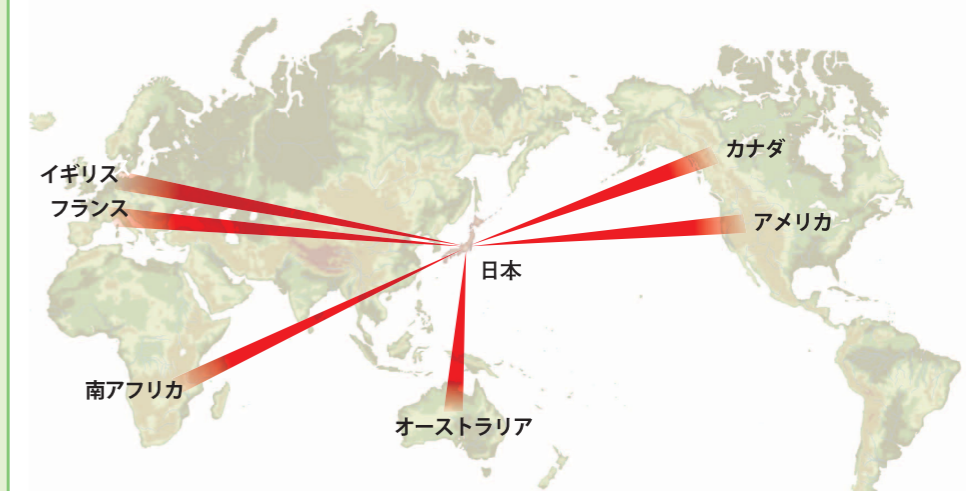 カナダ
イギリス
フランス
アメリカ
日本
南アフリカ
オーストラリア